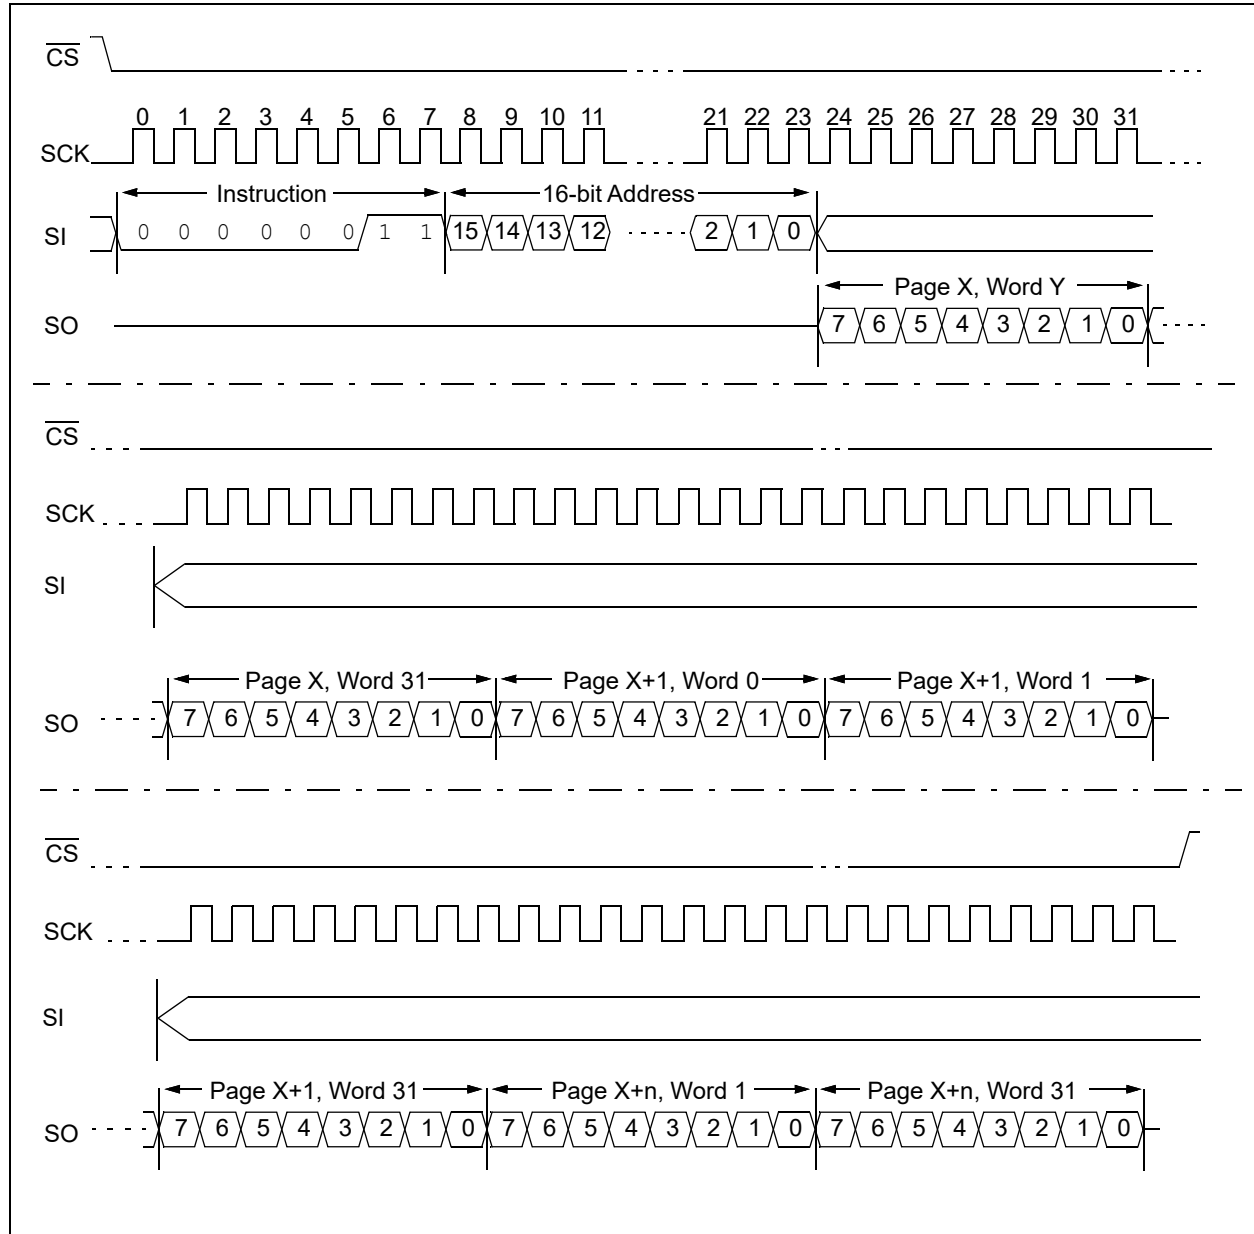 CS
0 1 2 3 4 5 6 7 8 9 10 11 21 22 23 24 25 26 27 28 29 30 31
SCK
Instruction 16-bit Address
SI 0 0 0 0 0 0 1 1 15 14 13 12 2 1 0
Page X, Word Y
SO 7 6 5 4 3 2 1 0
CS
SCK
SI
Page X, Word 31 Page X+1, Word 0 Page X+1, Word 1
SO 7 6 5 4 3 2 1 0 7 6 5 4 3 2 1 0 7 6 5 4 3 2 1 0
CS
SCK
SI
Page X+1, Word 31 Page X+n, Word 1 Page X+n, Word 31
SO 7 6 5 4 3 2 1 0 7 6 5 4 3 2 1 0 7 6 5 4 3 2 1 0